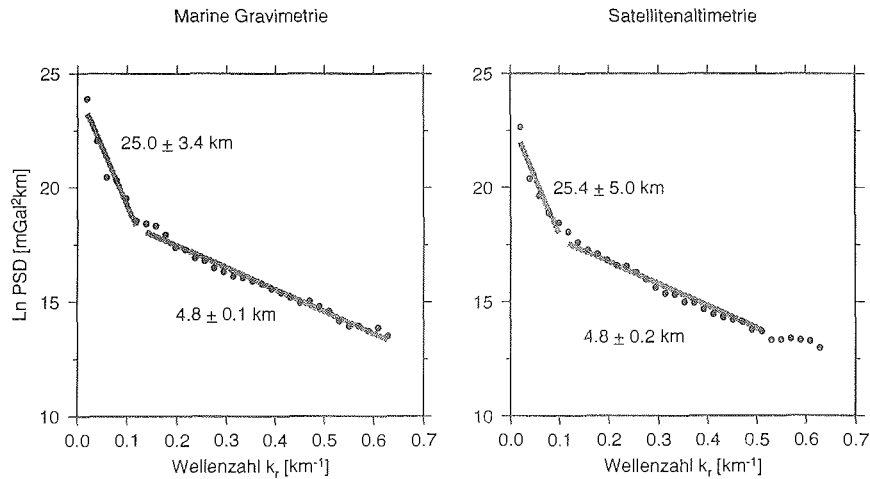 Marine Gravimetrie
Satellitenaltimetrie
Ln PSD [mGal²km]
25
20
15
10
25.0 ± 3.4 km
4.8 ± 0.1 km
0.0 0.1 0.2 0.3 0.4 0.5 0.6 0.7
Wellenzahl kr [km⁻¹]
25
20
15
10
25.4 ± 5.0 km
4.8 ± 0.2 km
0.0 0.1 0.2 0.3 0.4 0.5 0.6 0.7
Wellenzahl kr [km⁻¹]